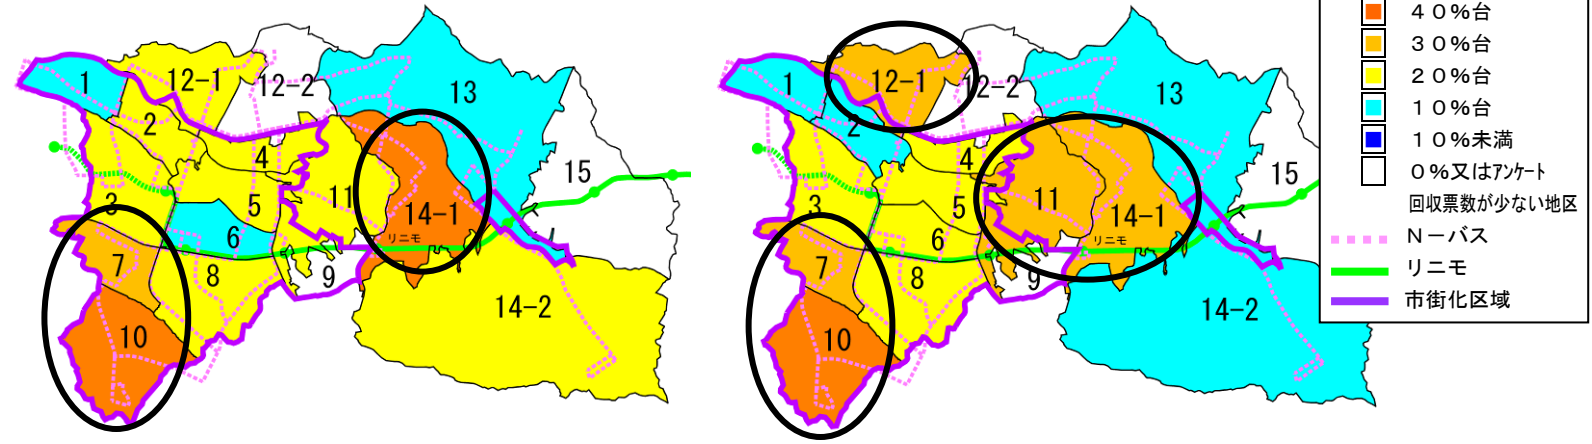 1
12-1
12-2
13
2
4
15
3
5
11
14-1
6
リニモ
7
8
9
14-2
10
1
12-1
12-2
13
2
4
15
3
5
11
14-1
6
リニモ
7
8
9
14-2
10
４０％台
３０％台
２０％台
１０％台
１０％未満
０％又はｱﾝｹｰﾄ
回収票数が少ない地区
Ｎ－バス
リニモ
市街化区域